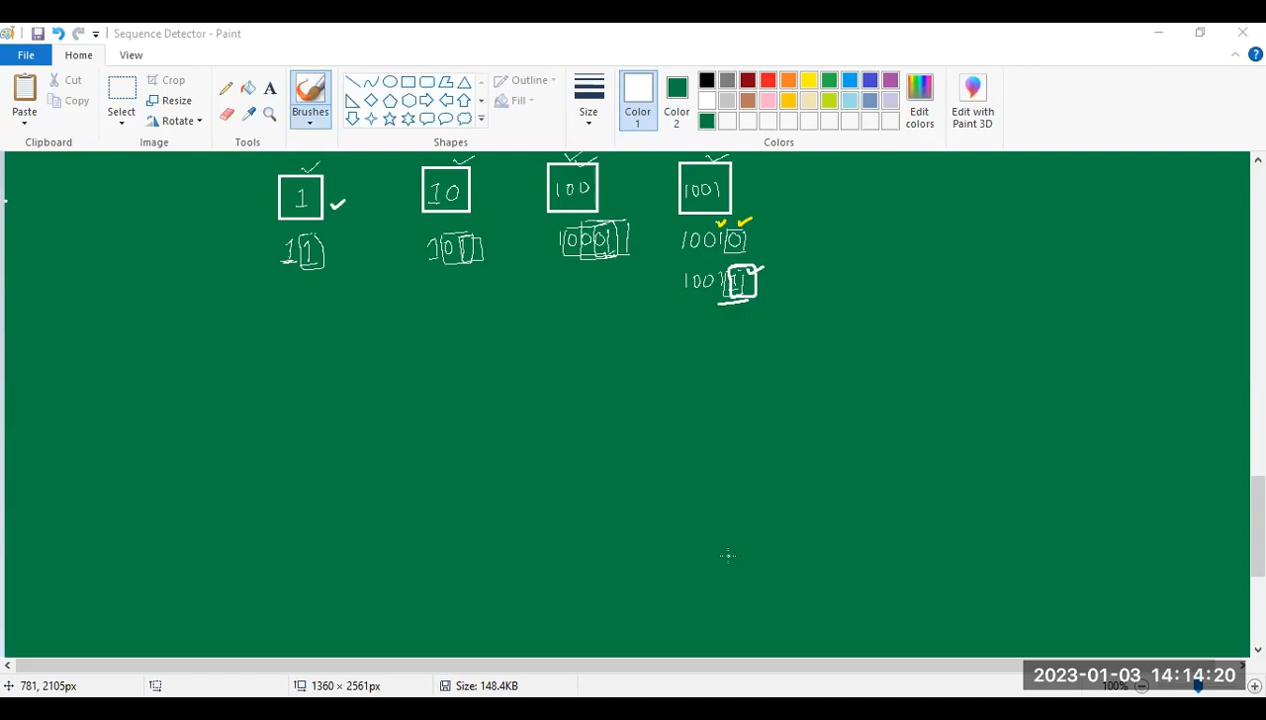 Sequence Detector - Paint
File Home View
Paste
Cut
Copy
Clipboard
Select
Crop
Resize
Rotate
Image
Tools
Brushes
Shapes
Outline
Fill
Size
Color 1
Color 2
Colors
Edit colors
Edit with Paint 3D
1 10 100 1001
11 10010
10011
781, 2105px
1360 × 2561px
Size: 148.4KB
100%
2023-01-03 14:14:20